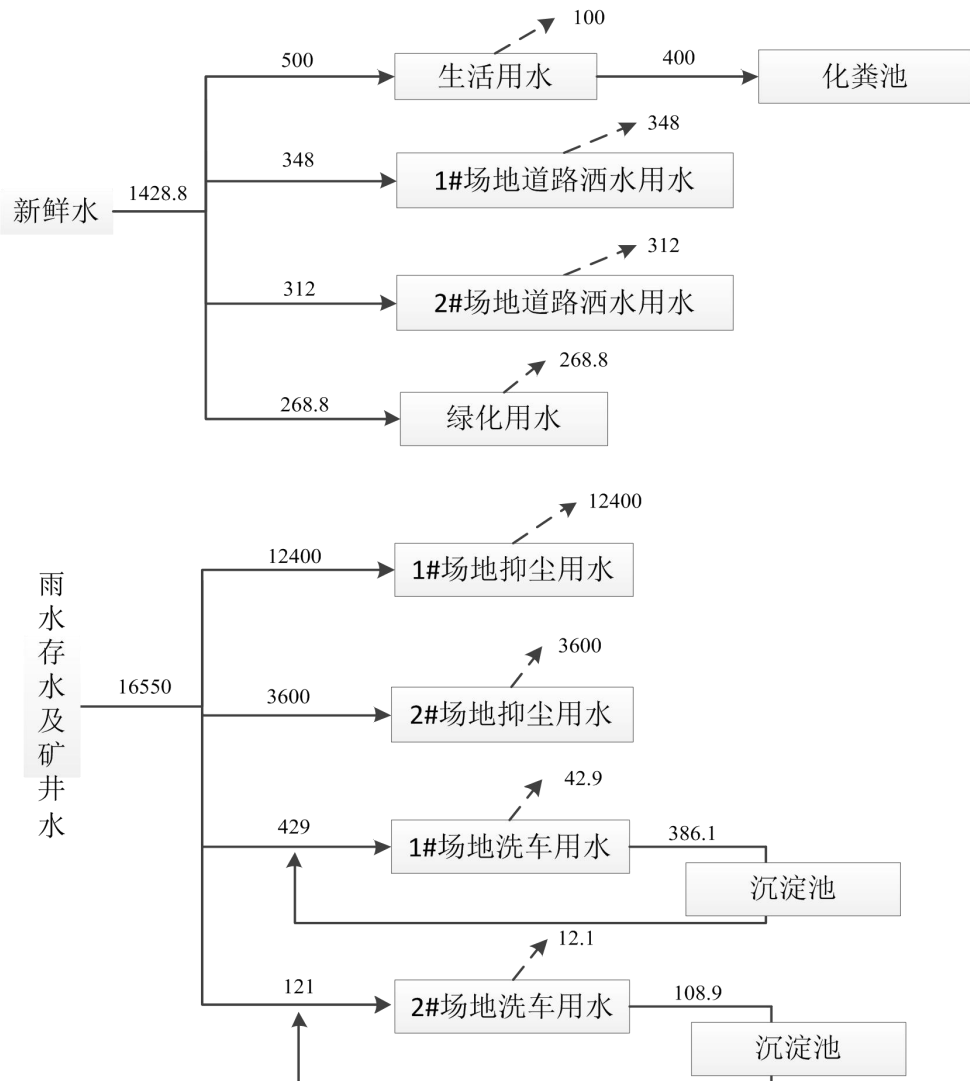 100
500
生活用水
400
化粪池
348
348
1#场地道路洒水用水
新鲜水
1428.8
312
312
2#场地道路洒水用水
268.8
268.8
绿化用水
12400
12400
1#场地抑尘用水
雨水存水及矿井水
16550
3600
3600
2#场地抑尘用水
42.9
429
1#场地洗车用水
386.1
沉淀池
12.1
121
2#场地洗车用水
108.9
沉淀池